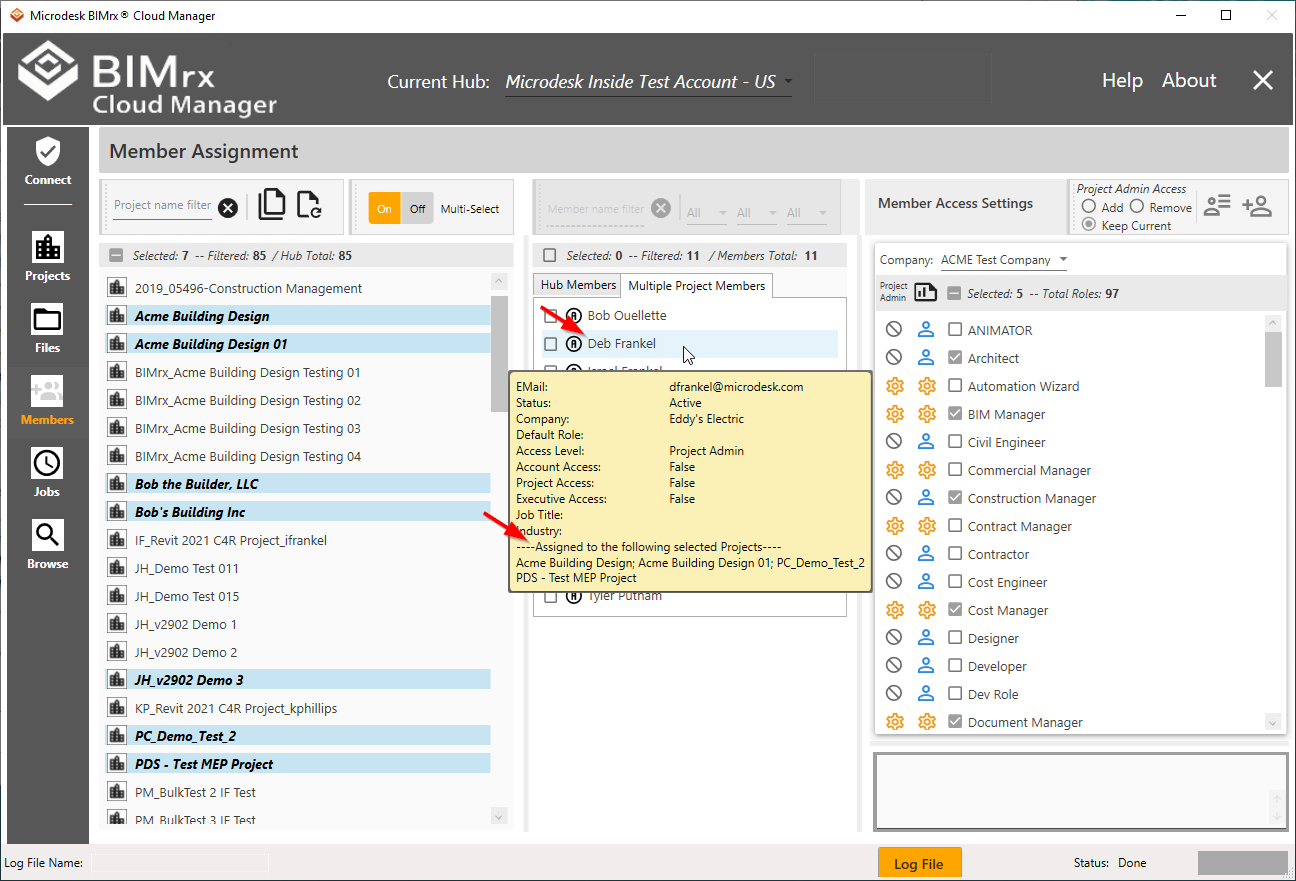 Microdesk BIMrx® Cloud Manager
BIMrx
Cloud Manager
Current Hub: Microdesk Inside Test Account - US
Help About
Connect
Projects
Files
Members
Jobs
Browse
Member Assignment
Project name filter
On Off Multi-Select
Selected: 7 -- Filtered: 85 / Hub Total: 85
2019_05496-Construction Management
Acme Building Design
Acme Building Design 01
BIMrx_Acme Building Design Testing 01
BIMrx_Acme Building Design Testing 02
BIMrx_Acme Building Design Testing 03
BIMrx_Acme Building Design Testing 04
Bob the Builder, LLC
Bob's Building Inc
IF_Revit 2021 C4R Project_ifrankel
JH_Demo Test 011
JH_Demo Test 015
JH_v2902 Demo 1
JH_v2902 Demo 2
JH_v2902 Demo 3
KP_Revit 2021 C4R Project_kphillips
PC_Demo_Test_2
PDS - Test MEP Project
PM_BulkTest 2 IF Test
PM_BulkTest 3 IF Test
Member name filter All All All
Selected: 0 -- Filtered: 11 / Members Total: 11
Hub Members Multiple Project Members
Bob Ouellette
Deb Frankel
Israel Frankel
EMail: dfrankel@microdesk.com
Status: Active
Company: Eddy's Electric
Default Role:
Access Level: Project Admin
Account Access: False
Project Access: False
Executive Access: False
Job Title:
Industry:
----Assigned to the following selected Projects----
Acme Building Design; Acme Building Design 01; PC_Demo_Test_2
PDS - Test MEP Project
Tyler Putnam
Member Access Settings
Project Admin Access
Add Remove
Keep Current
Company: ACME Test Company
Project
Admin
Selected: 5 -- Total Roles: 97
ANIMATOR
Architect
Automation Wizard
BIM Manager
Civil Engineer
Commercial Manager
Construction Manager
Contract Manager
Contractor
Cost Engineer
Cost Manager
Designer
Developer
Dev Role
Document Manager
Log File Name:
Log File
Status: Done